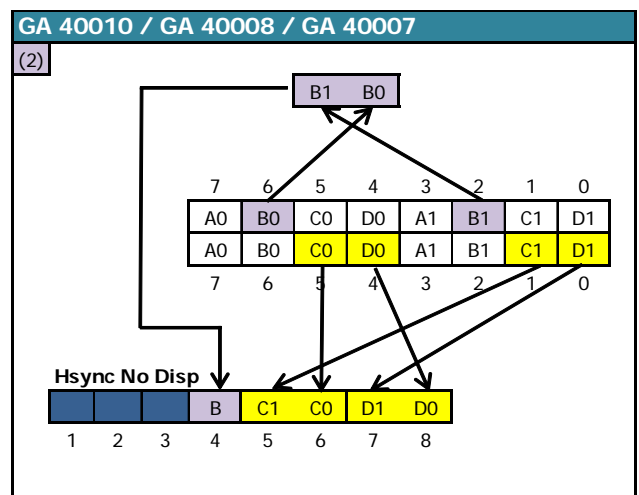 GA 40010 / GA 40008 / GA 40007
(2)
B1 B0
7 6 5 4 3 2 1 0
A0 B0 C0 D0 A1 B1 C1 D1
A0 B0 C0 D0 A1 B1 C1 D1
7 6 5 4 3 2 1 0
Hsync No Disp
B C1 C0 D1 D0
1 2 3 4 5 6 7 8